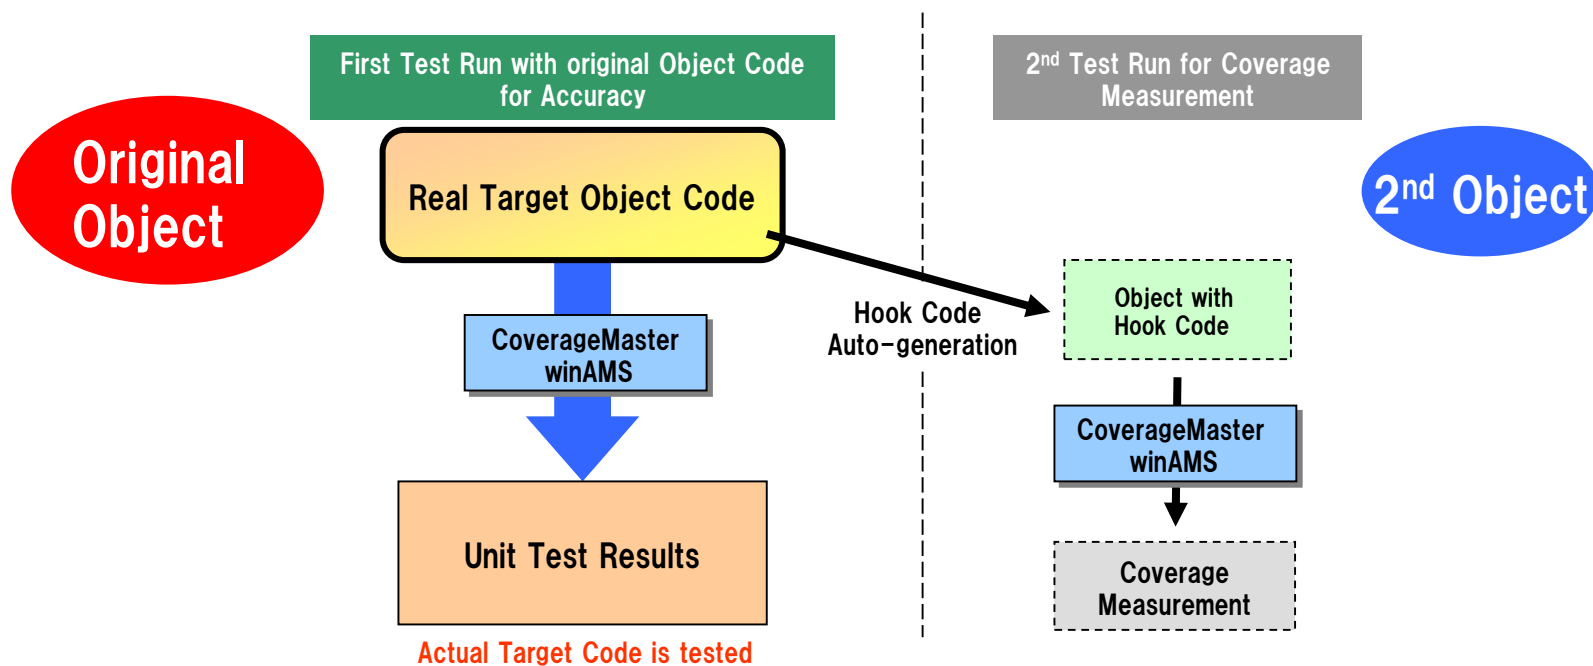 First Test Run with original Object Code
for Accuracy
2nd Test Run for Coverage
Measurement
Original
Object
Real Target Object Code
2nd Object
Hook Code
Auto-generation
Object with
Hook Code
CoverageMaster
winAMS
CoverageMaster
winAMS
Unit Test Results
Coverage
Measurement
Actual Target Code is tested